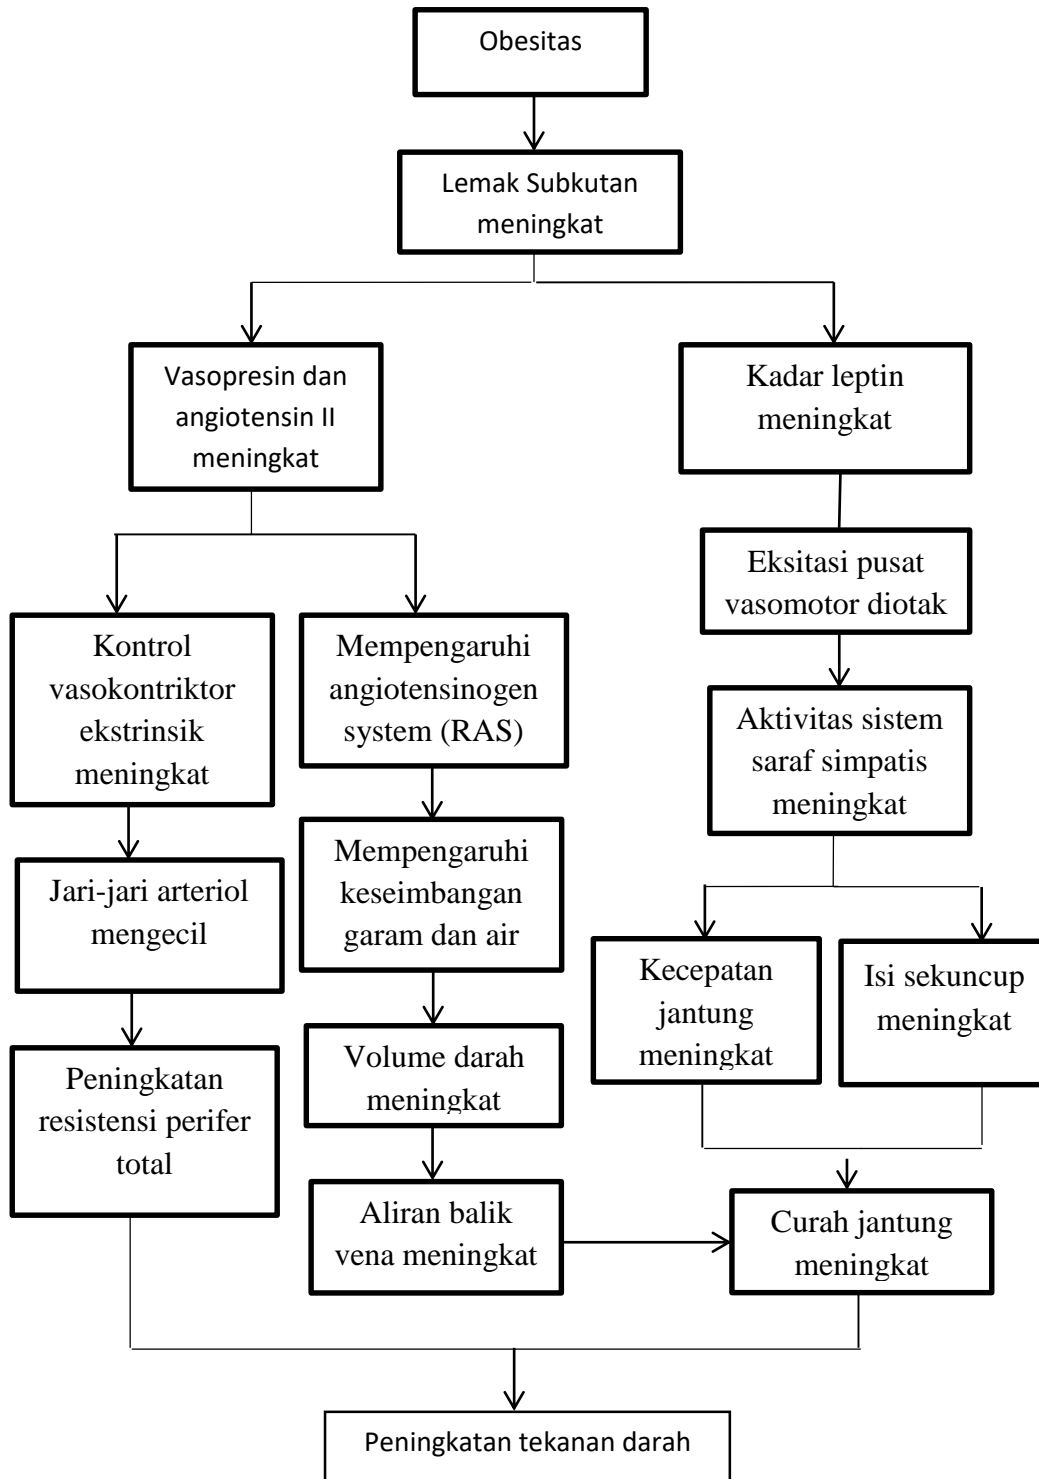 Obesitas
Lemak Subkutan
meningkat
Vasopresin dan
angiotensin II
meningkat
Kadar leptin
meningkat
Eksitasi pusat
vasomotor diotak
Kontrol
vasokontriktor
ekstrinsik
meningkat
Mempengaruhi
angiotensinogen
system (RAS)
Aktivitas sistem
saraf simpatis
meningkat
Jari-jari arteriol
mengecil
Mempengaruhi
keseimbangan
garam dan air
Kecepatan
jantung
meningkat
Isi sekuncup
meningkat
Peningkatan
resistensi perifer
total
Volume darah
meningkat
Aliran balik
vena meningkat
Curah jantung
meningkat
Peningkatan tekanan darah